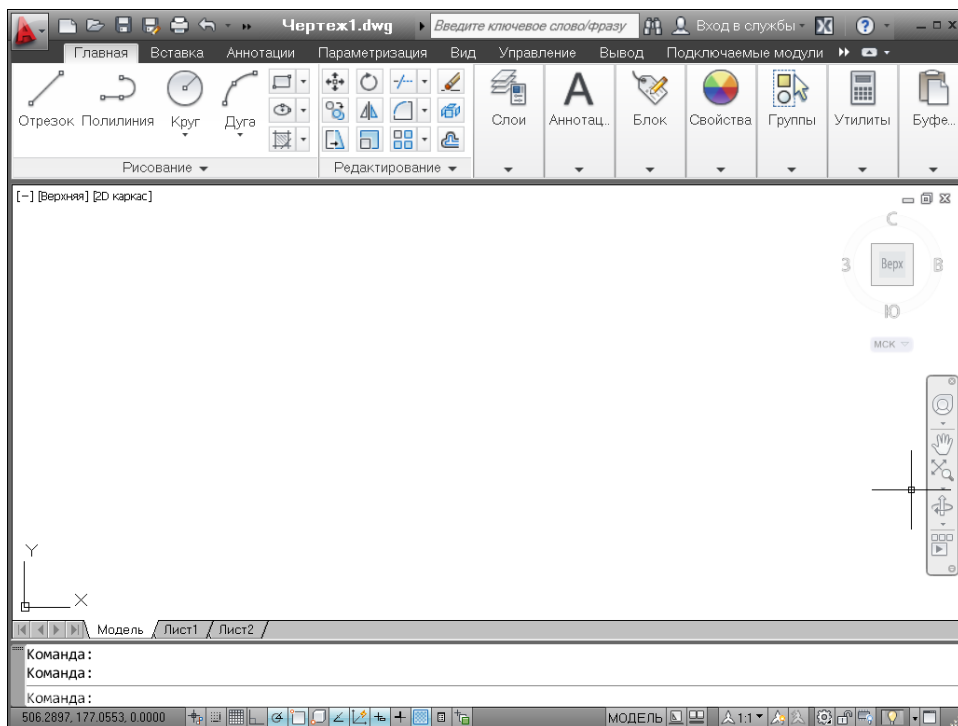 Чертеж1.dwg Введите ключевое слово/фразу Вход в службы
Главная Вставка Аннотации Параметризация Вид Управление Вывод Подключаемые модули
Отрезок Полилиния Круг Дуга Слои Аннотац.. Блок Свойства Группы Утилиты Буфе...
Рисование Редактирование
[−] [Верхняя] [2D каркас]
С
З Верх В
Ю
МСК
Y
X
Модель Лист1 Лист2
Команда:
Команда:
Команда:
506.2897, 177.0553, 0.0000 МОДЕЛЬ 1:1